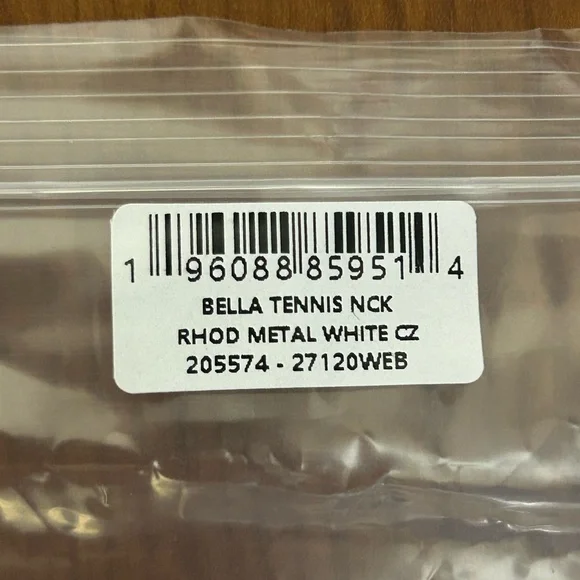 1 96088 85951 4
BELLA TENNIS NCK
RHOD METAL WHITE CZ
205574 - 27120WEB